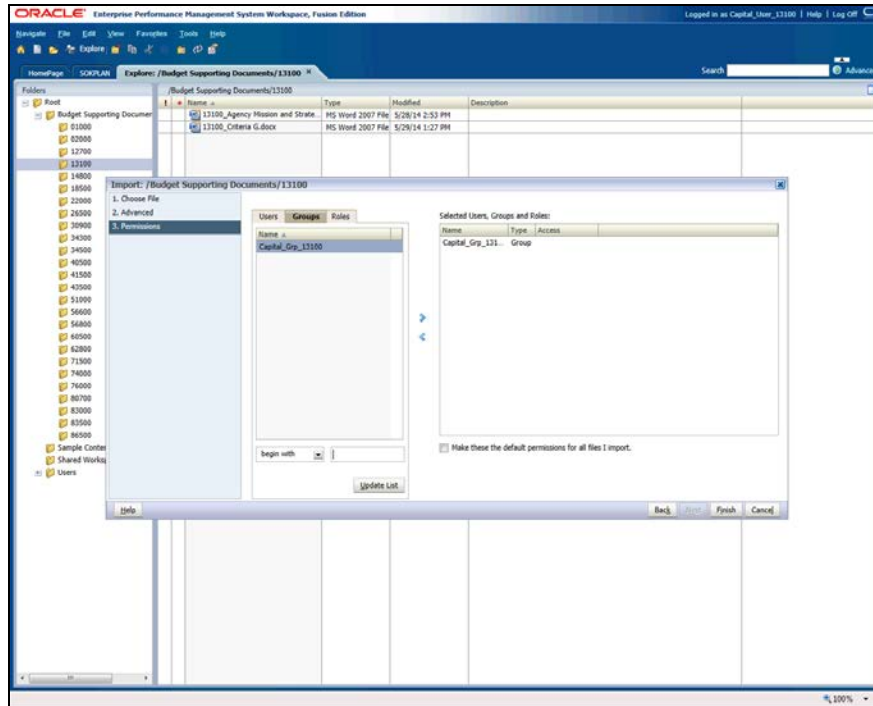 ORACLE Enterprise Performance Management System Workspace, Fusion Edition
Logged in as Capital_User_13100 | Help | Log Off
Navigate File Edit View Favorites Tools Help
Explore
HomePage SOKPLAN Explore: /Budget Supporting Documents/13100
Search
Advance
Folders
/Budget Supporting Documents/13100
Root
! Name Type Modified Description
Budget Supporting Documen
13100_Agency Mission and Strate... MS Word 2007 File 5/28/14 2:53 PM
01000
13100_Criteria G.docx MS Word 2007 File 5/29/14 1:27 PM
02000
12700
13100
14800
18500
22000
26500
30900
34300
34500
40500
41500
43500
51000
56600
56800
60500
62800
71500
74000
76000
80700
83000
83500
86500
Sample Conten
Shared Worksp
Users
Import: /Budget Supporting Documents/13100
1. Choose File
2. Advanced
3. Permissions
Users Groups Roles
Name
Capital_Grp_13100
Selected Users, Groups and Roles:
Name Type Access
Capital_Grp_131... Group
begin with
Update List
Make these the default permissions for all files I import.
Help
Back Next Finish Cancel
100%